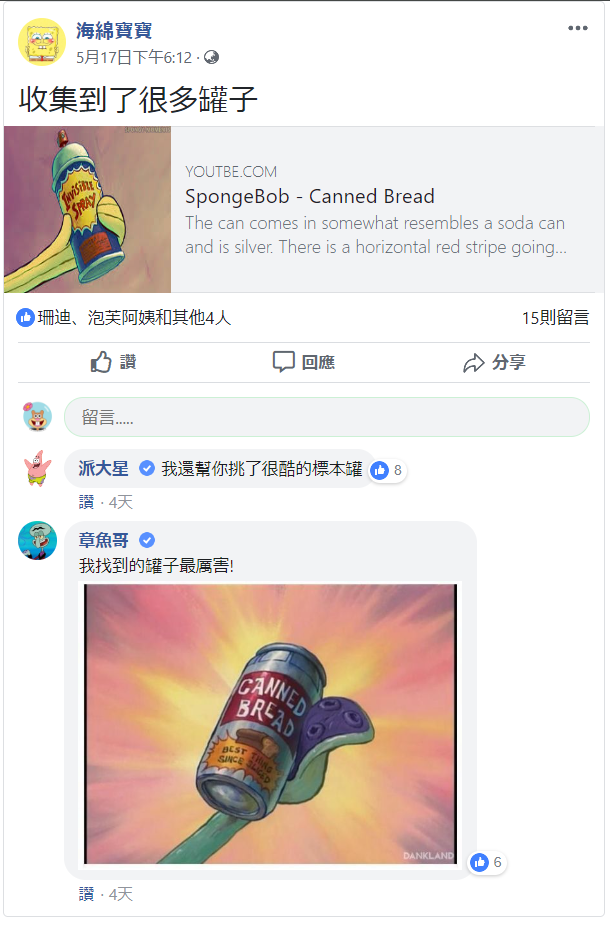 海綿寶寶
5月17日下午6:12 ·
收集到了很多罐子
INVISIBLE
SPRAY
YOUTBE.COM
SpongeBob - Canned Bread
The can comes in somewhat resembles a soda can
and is silver. There is a horizontal red stripe going...
珊迪、泡芙阿姨和其他4人
15則留言
讚
回應
分享
留言.....
派大星 我還幫你挑了很酷的標本罐
8
讚 · 4天
章魚哥
我找到的罐子最厲害!
CANNED
BREAD
BEST THING
SINCE SLICED
DANKLAND
6
讚 · 4天